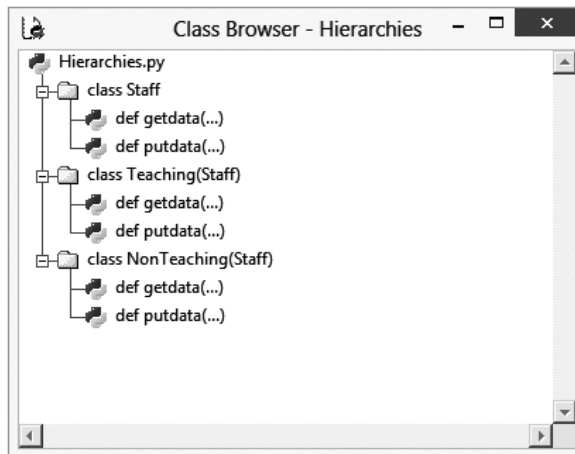 Class Browser - Hierarchies
Hierarchies.py
class Staff
def getdata(...)
def putdata(...)
class Teaching(Staff)
def getdata(...)
def putdata(...)
class NonTeaching(Staff)
def getdata(...)
def putdata(...)